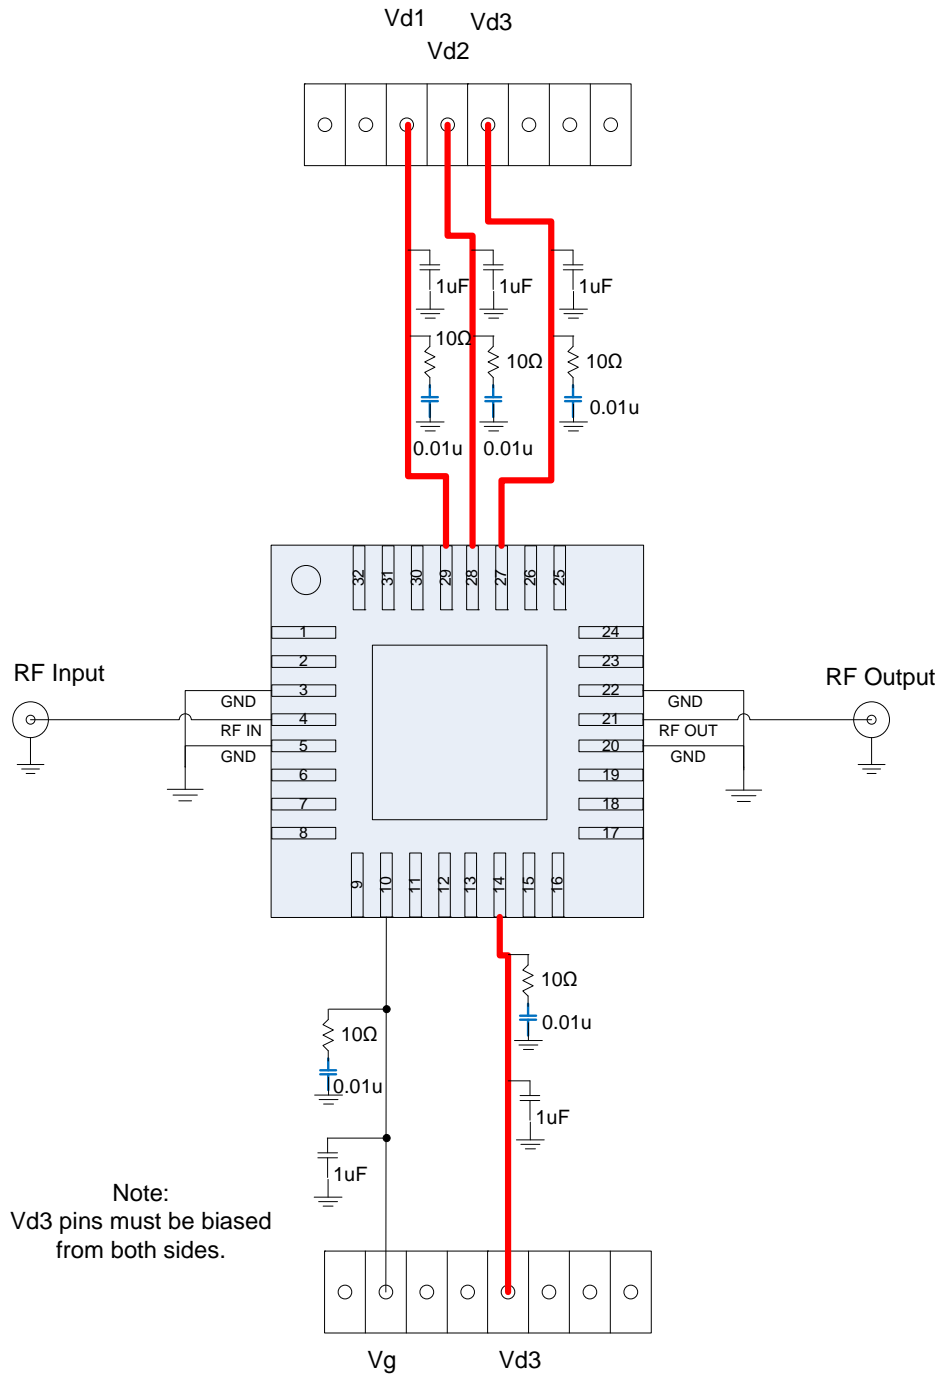 Vd1
Vd3
Vd2
1uF
1uF
1uF
10Ω
10Ω
10Ω
0.01u
0.01u
0.01u
32
31
30
29
28
27
26
25
1
24
2
23
RF Input
3
GND
22
GND
RF Output
4
RF IN
21
RF OUT
5
GND
20
GND
6
19
7
18
8
17
9
10
11
12
13
14
15
16
10Ω
0.01u
10Ω
0.01u
1uF
1uF
Note:
Vd3 pins must be biased
from both sides.
Vg
Vd3